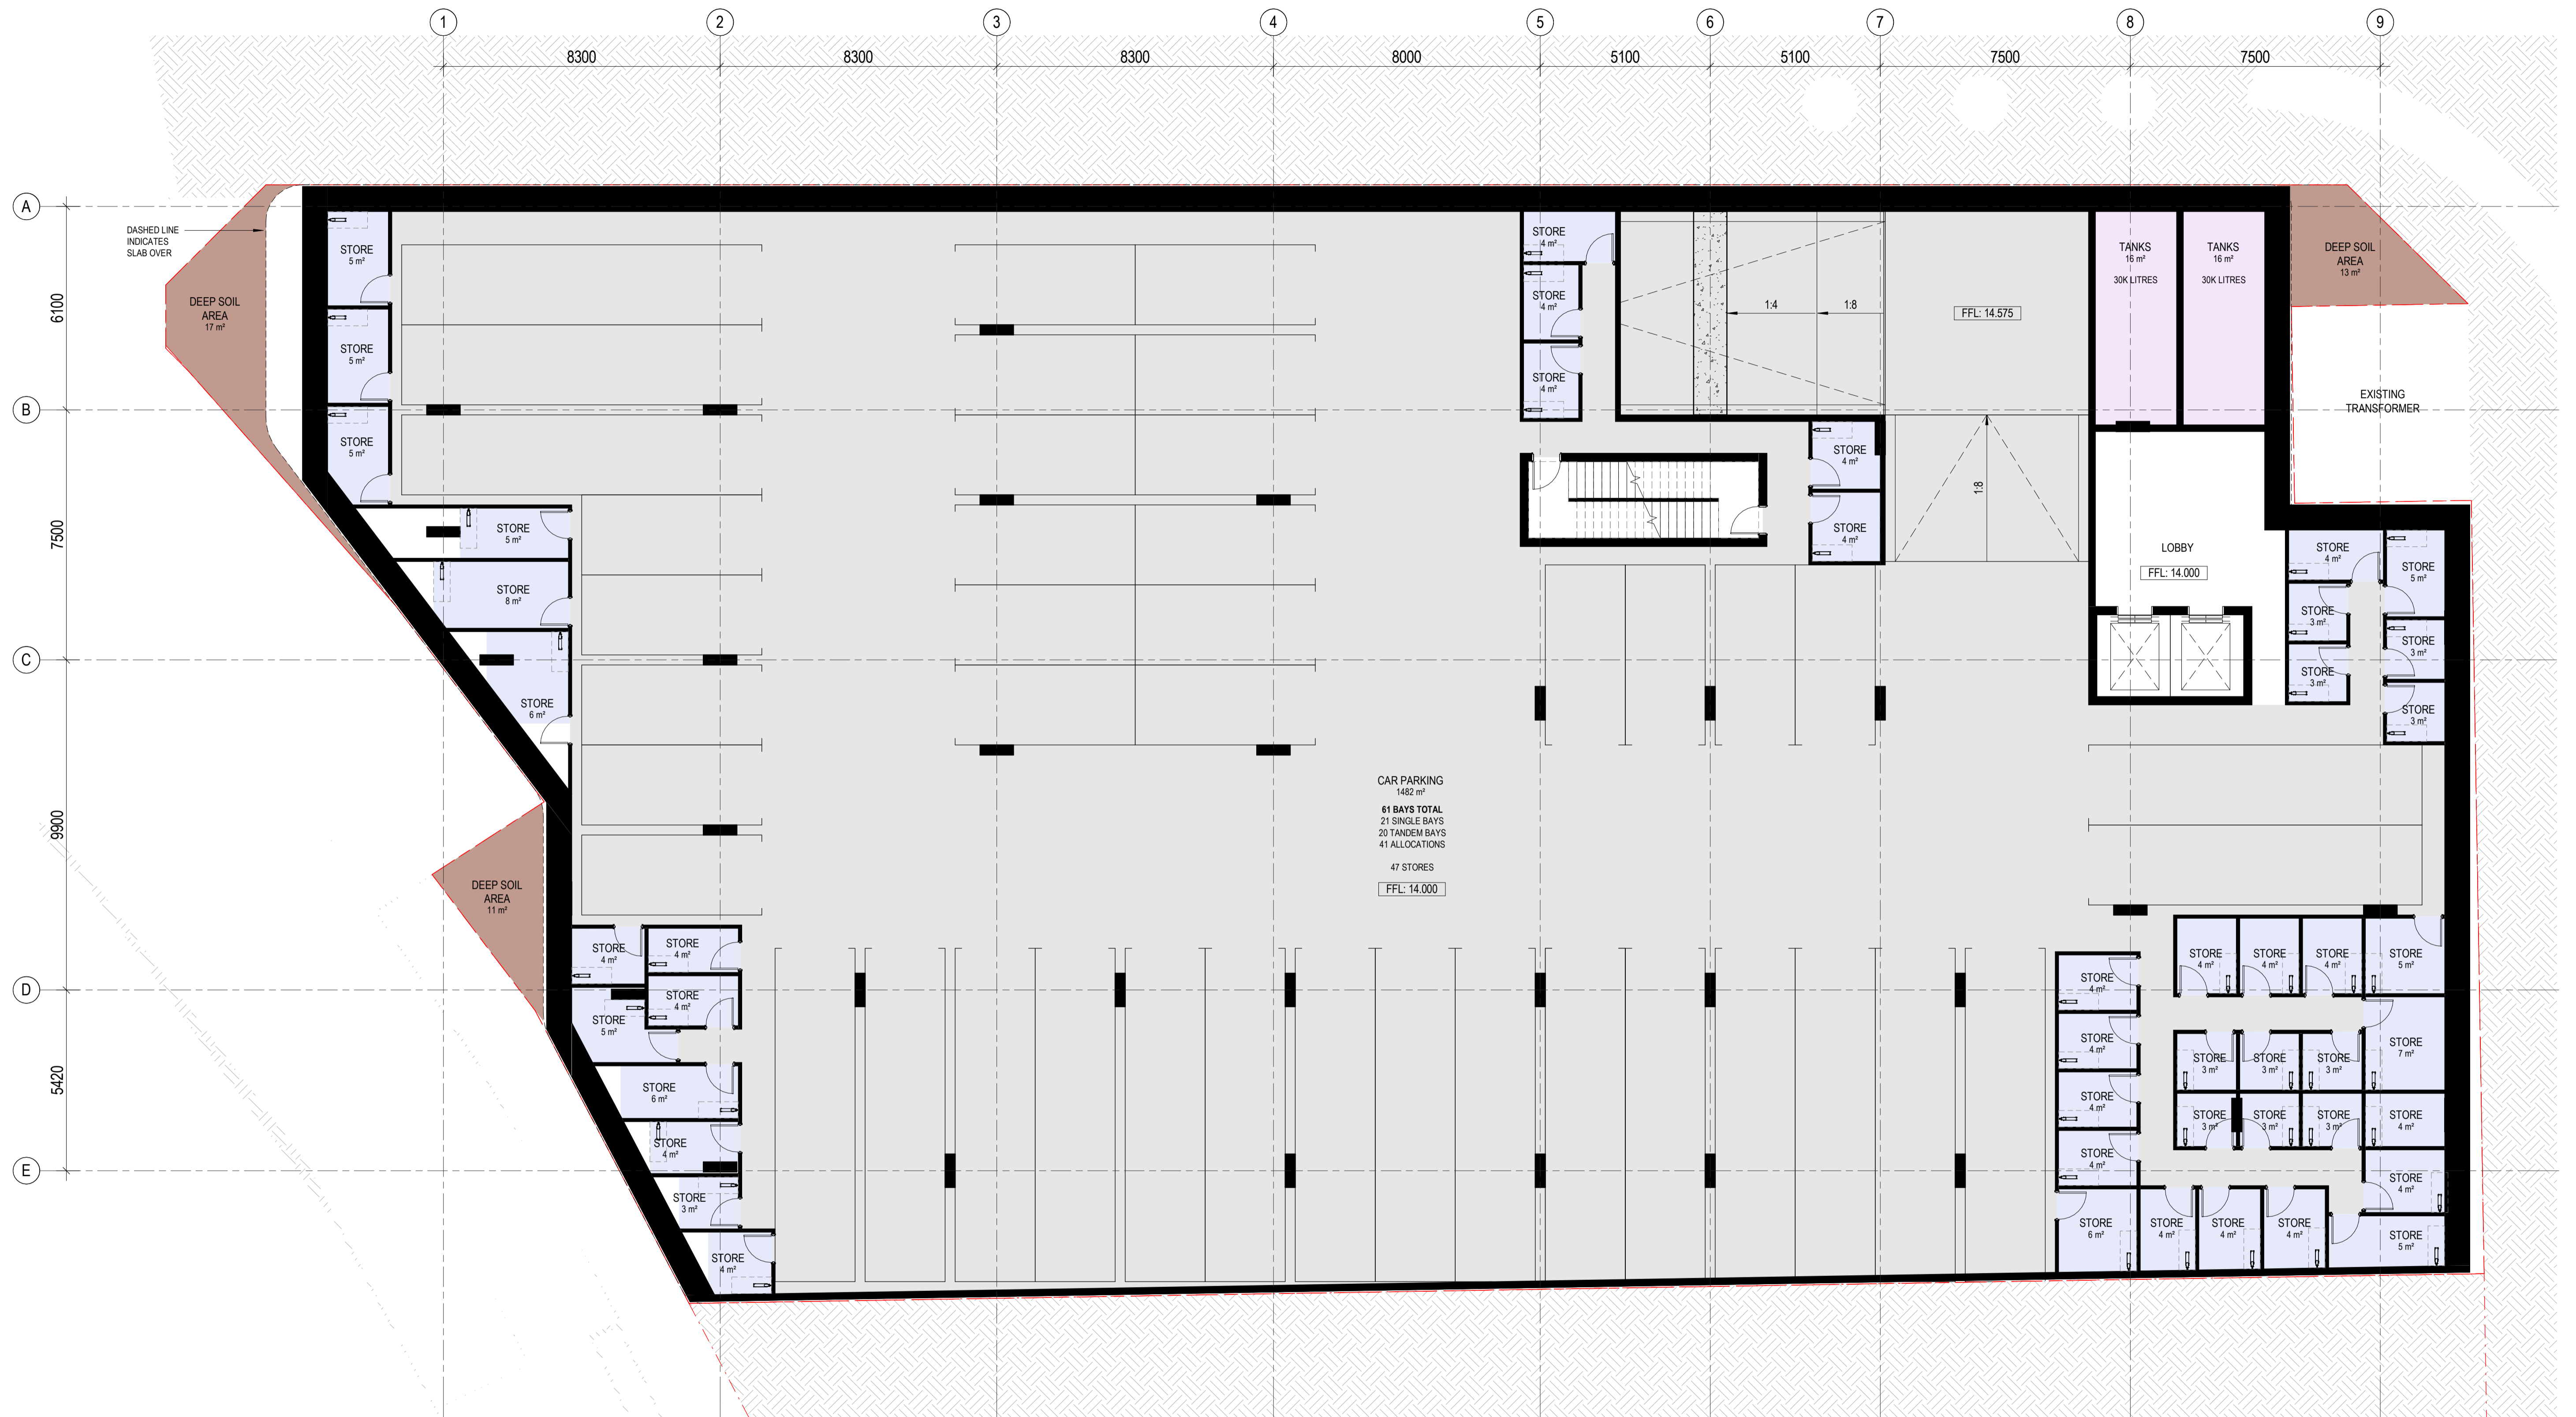 1 2 3 4 5 6 7 8 9
8300 8300 8300 8000 5100 5100 7500 7500
A
B
C
D
E
6100
7500
9900
5420
DASHED LINE
INDICATES
SLAB OVER
DEEP SOIL
AREA
17 m²
STORE
5 m²
STORE
5 m²
STORE
5 m²
STORE
5 m²
STORE
8 m²
STORE
6 m²
DEEP SOIL
AREA
11 m²
STORE
4 m²
STORE
4 m²
STORE
4 m²
STORE
5 m²
STORE
6 m²
STORE
4 m²
STORE
3 m²
STORE
4 m²
STORE
4 m²
STORE
4 m²
STORE
4 m²
1:4
1:8
FFL: 14.575
STORE
4 m²
STORE
4 m²
1:8
TANKS
16 m²
30K LITRES
TANKS
16 m²
30K LITRES
DEEP SOIL
AREA
13 m²
EXISTING
TRANSFORMER
LOBBY
FFL: 14.000
STORE
4 m²
STORE
5 m²
STORE
3 m²
STORE
3 m²
STORE
3 m²
STORE
3 m²
CAR PARKING
1482 m²
61 BAYS TOTAL
21 SINGLE BAYS
20 TANDEM BAYS
41 ALLOCATIONS
47 STORES
FFL: 14.000
STORE
4 m²
STORE
4 m²
STORE
4 m²
STORE
5 m²
STORE
4 m²
STORE
4 m²
STORE
4 m²
STORE
4 m²
STORE
3 m²
STORE
3 m²
STORE
3 m²
STORE
7 m²
STORE
3 m²
STORE
3 m²
STORE
3 m²
STORE
4 m²
STORE
4 m²
STORE
6 m²
STORE
4 m²
STORE
4 m²
STORE
4 m²
STORE
5 m²